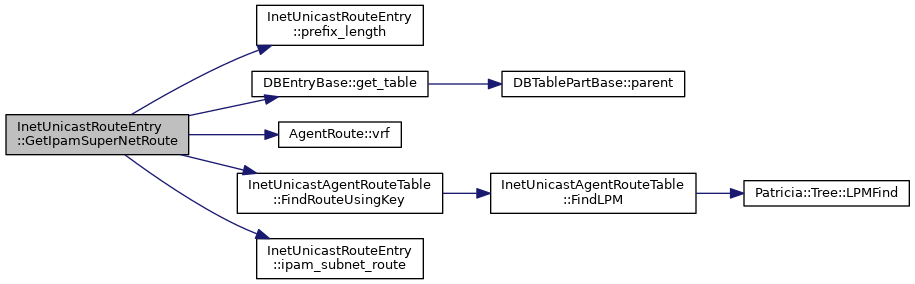 InetUnicastRouteEntry
::GetIpamSuperNetRoute
InetUnicastRouteEntry
::prefix_length
DBEntryBase::get_table
DBTablePartBase::parent
AgentRoute::vrf
InetUnicastAgentRouteTable
::FindRouteUsingKey
InetUnicastAgentRouteTable
::FindLPM
Patricia::Tree::LPMFind
InetUnicastRouteEntry
::ipam_subnet_route